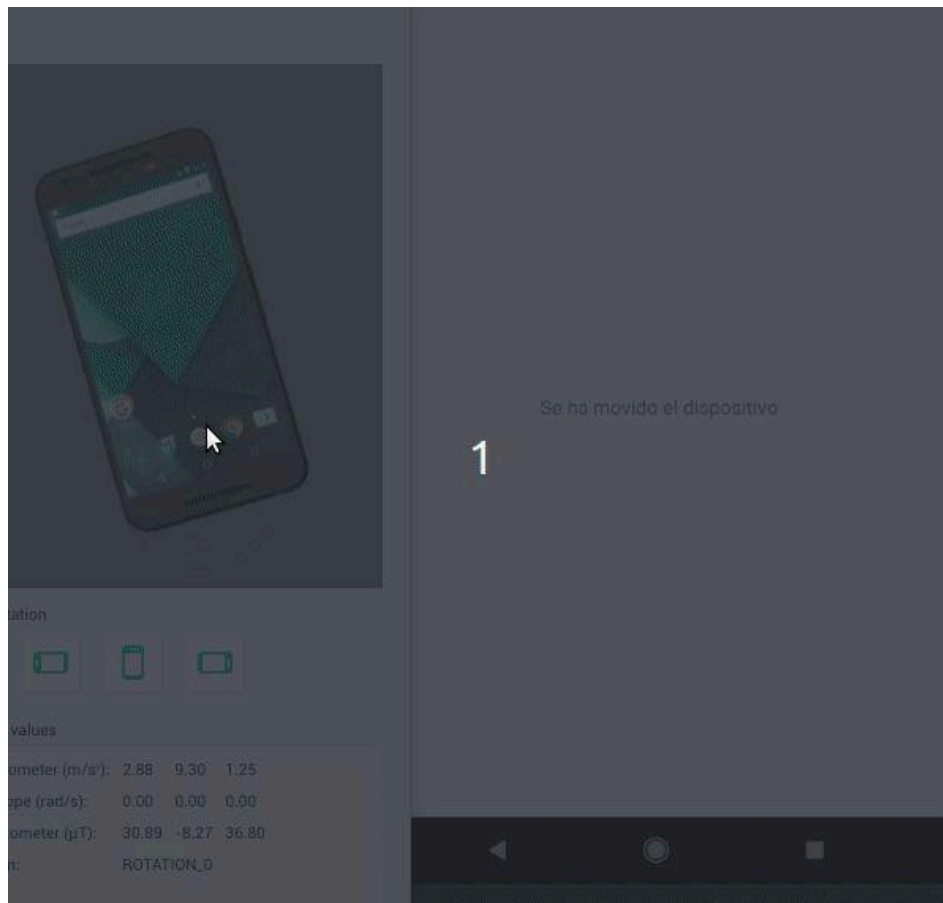 Se ha movido el dispositivo
1
tation
values
ometer (m/s²): 2.88 9.30 1.25
ope (rad/s): 0.00 0.00 0.00
ometer (μT): 30.89 -8.27 36.80
n: ROTATION_0